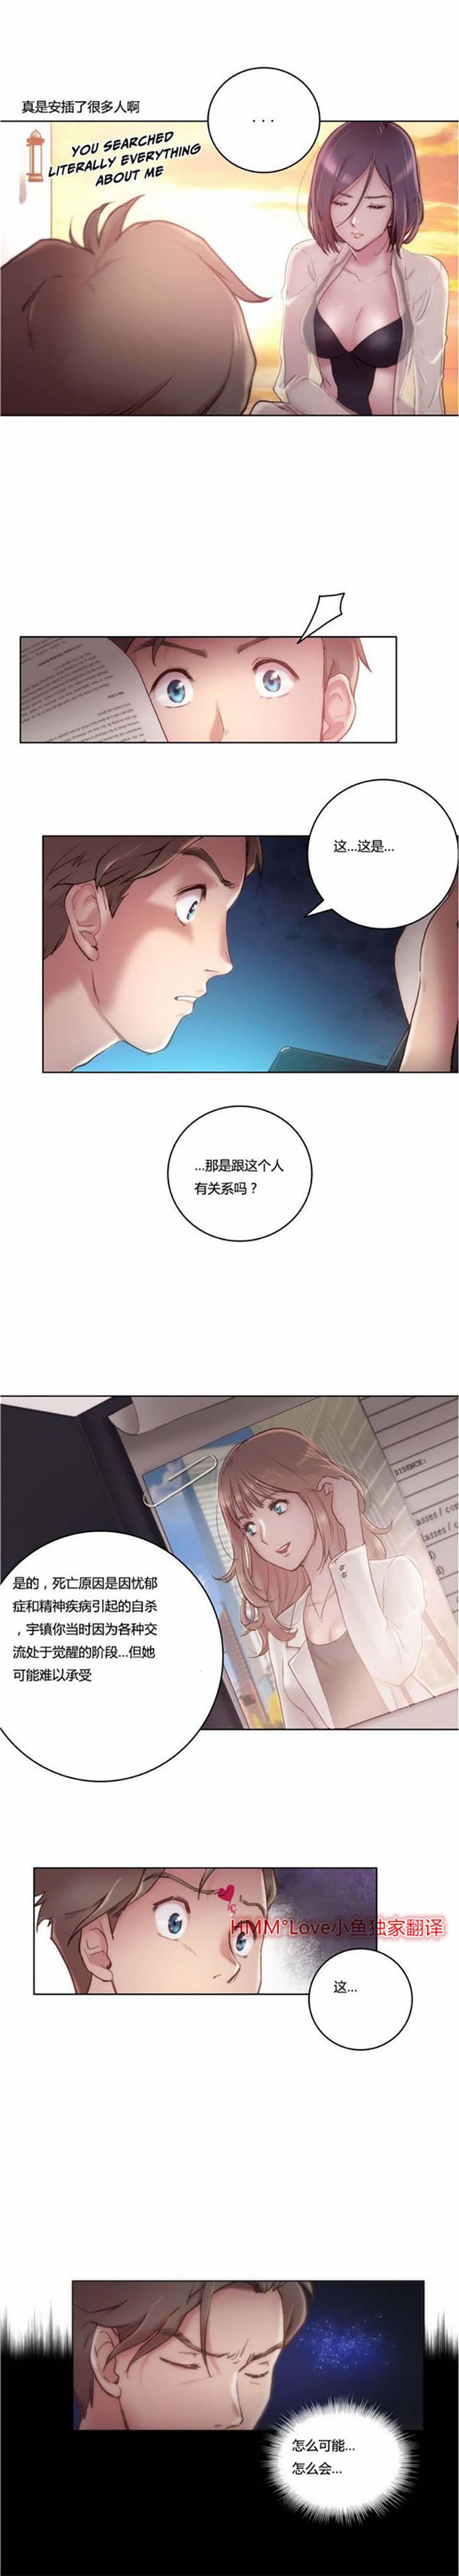 真是安插了很多人啊
...
YOU SEARCHED
LITERALLY EVERYTHING
ABOUT ME
这...这是...
...那是跟这个人
有关系吗？
是的，死亡原因是因忧郁
症和精神疾病引起的自杀
，宇镇你当时因为各种交
流处于觉醒的阶段...但她
可能难以承受
HMM°Love小鱼独家翻译
这...
怎么可能...
怎么会...